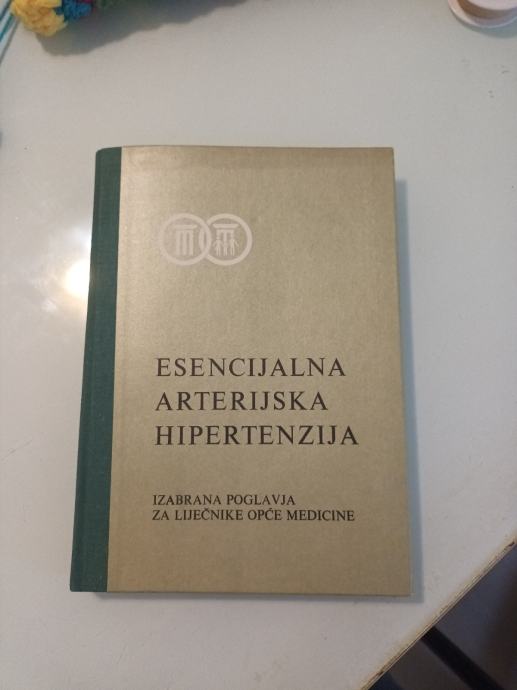 ESENCIJALNA
ARTERIJSKA
HIPERTENZIJA
IZABRANA POGLAVJA
ZA LIJEČNIKE OPĆE MEDICINE